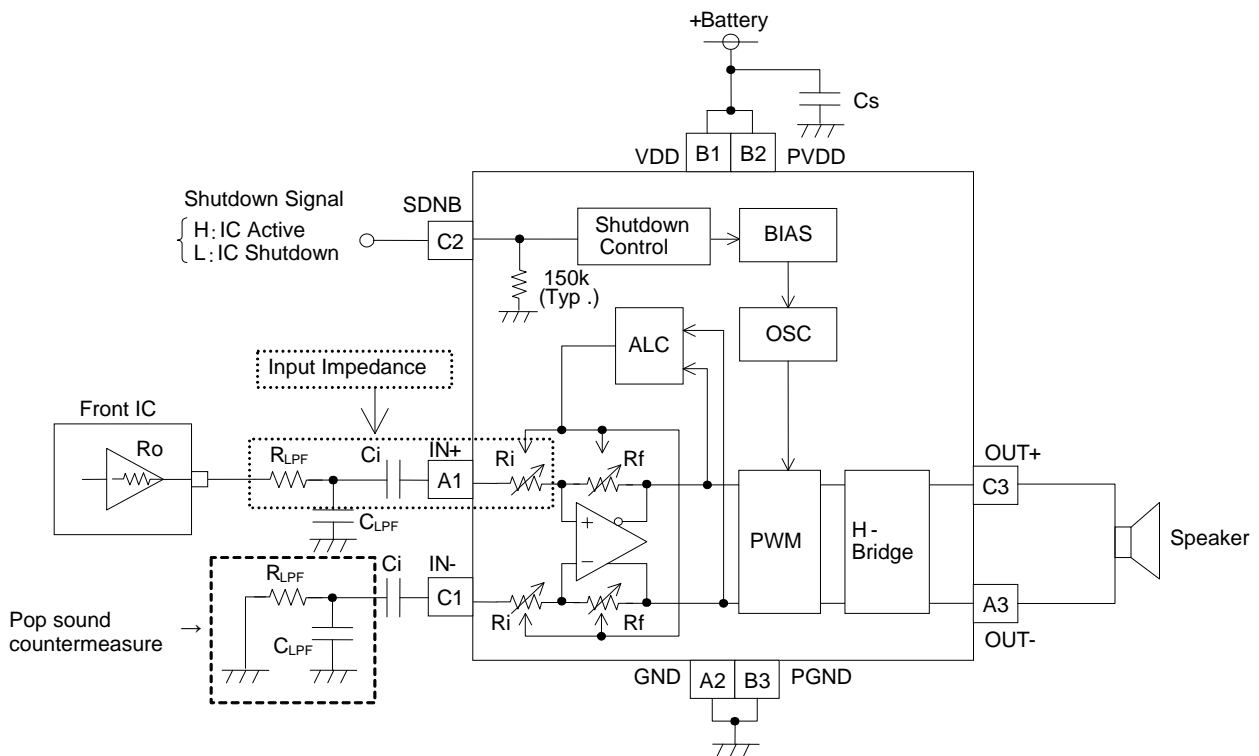 +Battery
Cs
VDD B1 B2 PVDD
Shutdown Signal
H:IC Active
L:IC Shutdown
SDNB
C2
Shutdown
Control
BIAS
150k
(Typ .)
OSC
ALC
Input Impedance
Front IC
Ro
RLPF
Ci
IN+
A1
Ri
Rf
OUT+
C3
CLPF
+
−
PWM
H-
Bridge
Speaker
RLPF
Ci
IN-
C1
Ri
Rf
A3
OUT-
Pop sound
countermeasure →
CLPF
GND A2 B3 PGND